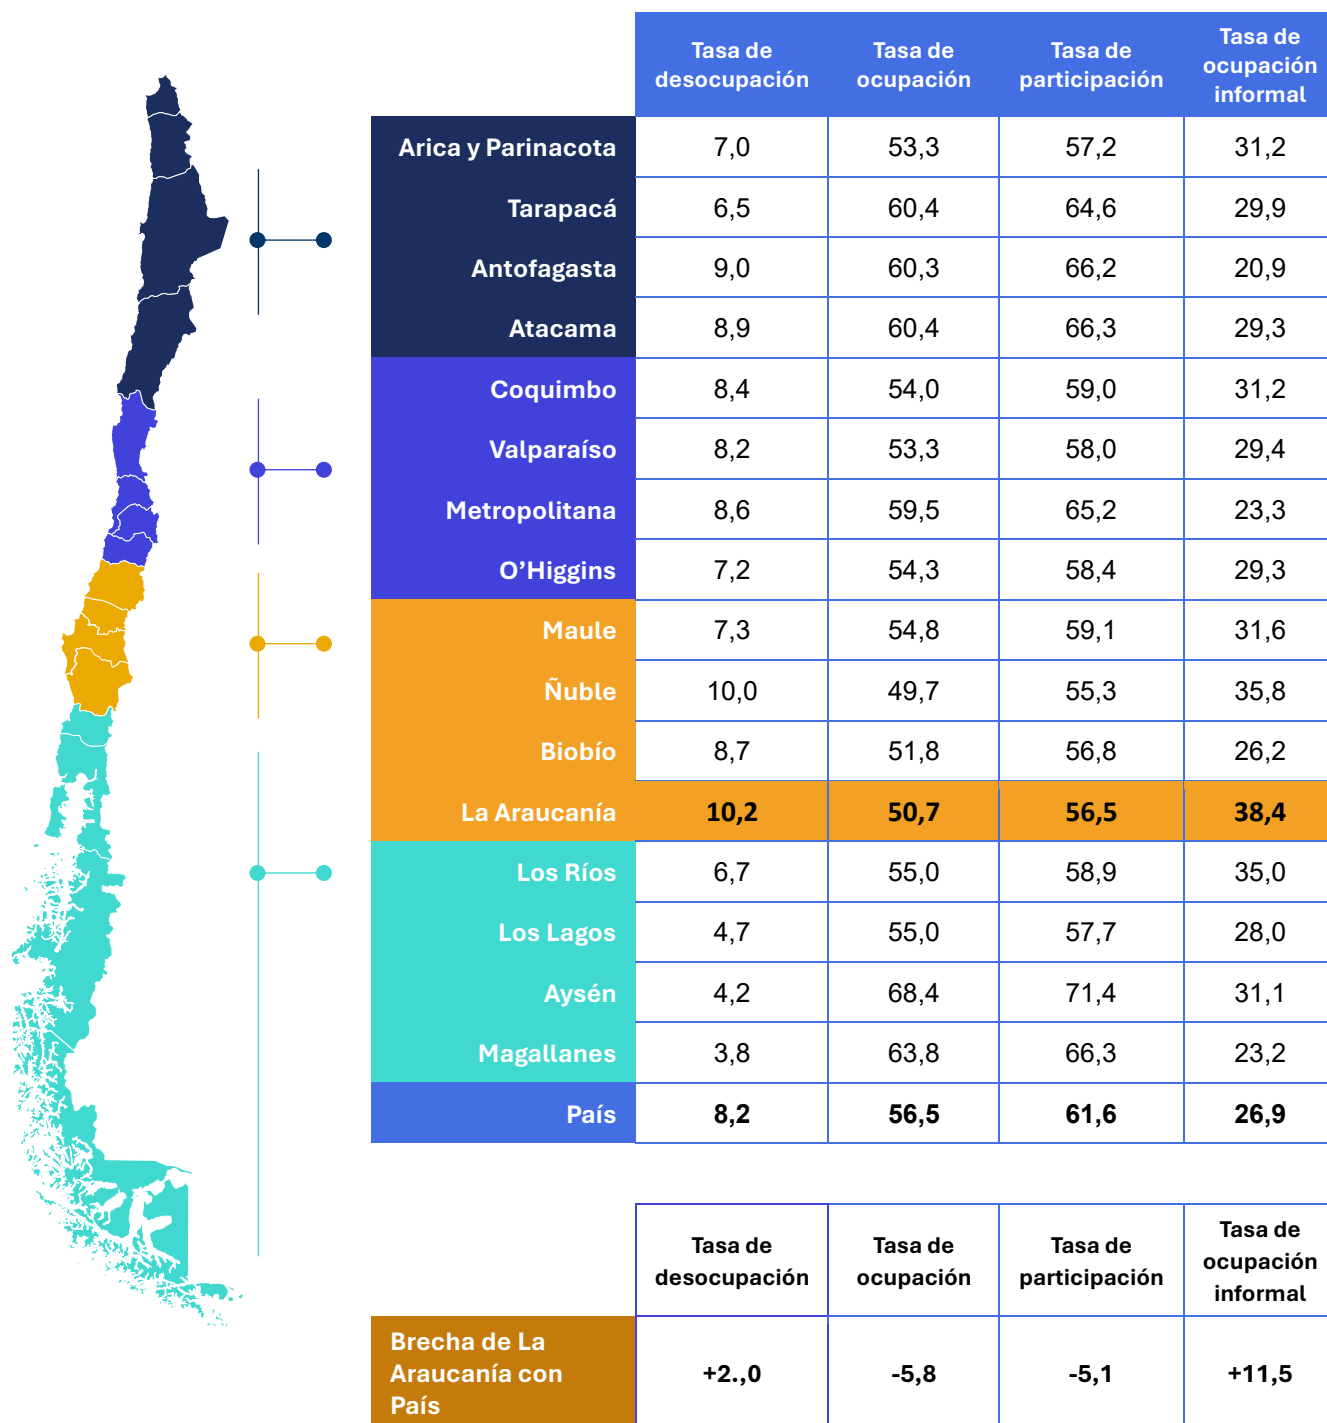 Tasa de desocupación Tasa de ocupación Tasa de participación Tasa de ocupación informal
Arica y Parinacota 7,0 53,3 57,2 31,2
Tarapacá 6,5 60,4 64,6 29,9
Antofagasta 9,0 60,3 66,2 20,9
Atacama 8,9 60,4 66,3 29,3
Coquimbo 8,4 54,0 59,0 31,2
Valparaíso 8,2 53,3 58,0 29,4
Metropolitana 8,6 59,5 65,2 23,3
O’Higgins 7,2 54,3 58,4 29,3
Maule 7,3 54,8 59,1 31,6
Ñuble 10,0 49,7 55,3 35,8
Biobío 8,7 51,8 56,8 26,2
La Araucanía 10,2 50,7 56,5 38,4
Los Ríos 6,7 55,0 58,9 35,0
Los Lagos 4,7 55,0 57,7 28,0
Aysén 4,2 68,4 71,4 31,1
Magallanes 3,8 63,8 66,3 23,2
País 8,2 56,5 61,6 26,9
Tasa de desocupación Tasa de ocupación Tasa de participación Tasa de ocupación informal
Brecha de La Araucanía con País +2.,0 -5,8 -5,1 +11,5